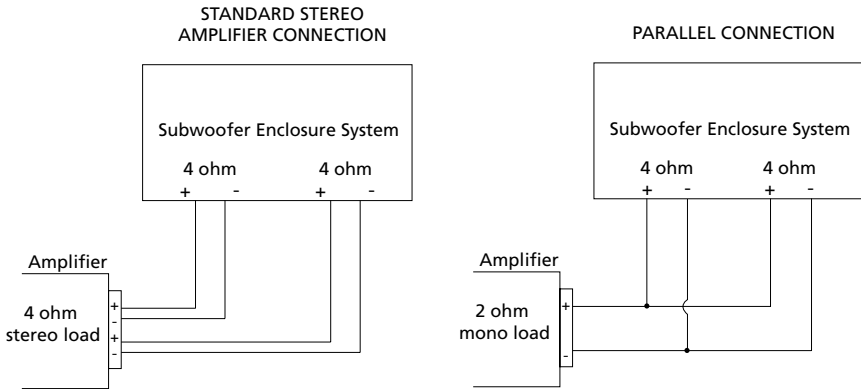 STANDARD STEREO
AMPLIFIER CONNECTION
Subwoofer Enclosure System
4 ohm 4 ohm
+ - + -
Amplifier
4 ohm
stereo load
+
-
+
-
PARALLEL CONNECTION
Subwoofer Enclosure System
4 ohm 4 ohm
+ - + -
Amplifier
2 ohm
mono load
+
-